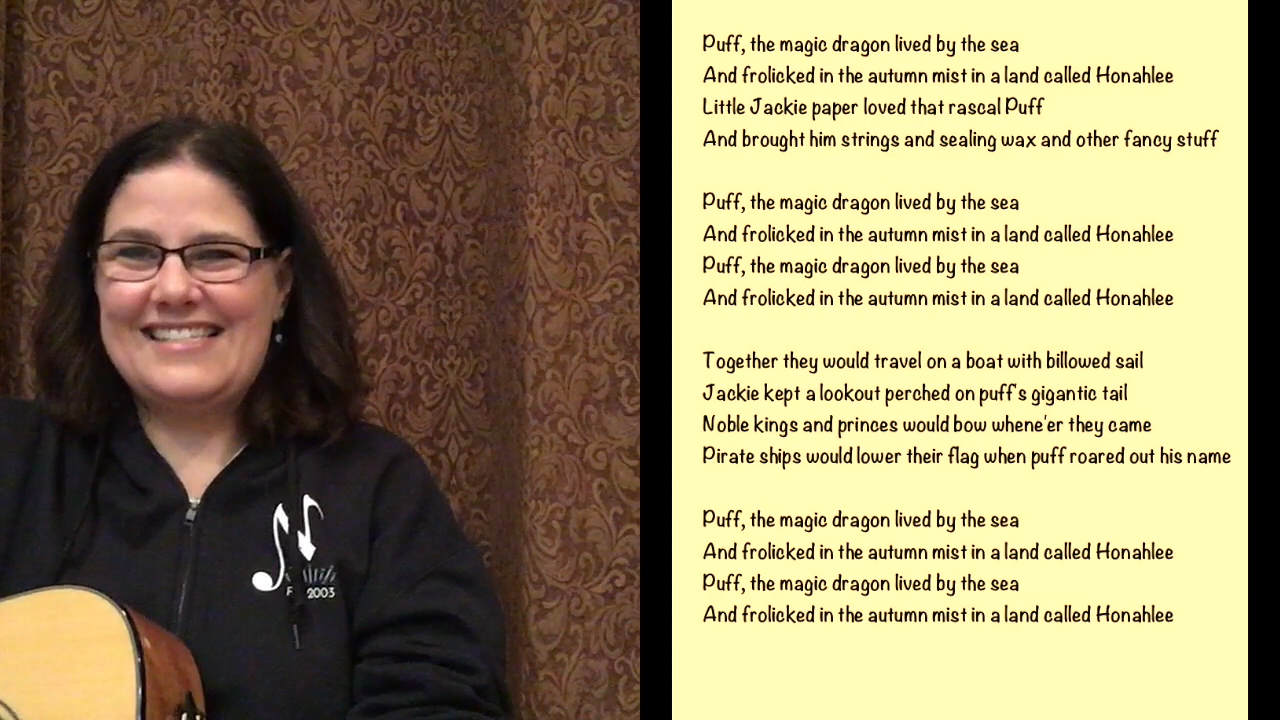 Puff, the magic dragon lived by the sea
And frolicked in the autumn mist in a land called Honahlee
Little Jackie paper loved that rascal Puff
And brought him strings and sealing wax and other fancy stuff
Puff, the magic dragon lived by the sea
And frolicked in the autumn mist in a land called Honahlee
Puff, the magic dragon lived by the sea
And frolicked in the autumn mist in a land called Honahlee
Together they would travel on a boat with billowed sail
Jackie kept a lookout perched on puff's gigantic tail
Noble kings and princes would bow whene'er they came
Pirate ships would lower their flag when puff roared out his name
Puff, the magic dragon lived by the sea
And frolicked in the autumn mist in a land called Honahlee
Puff, the magic dragon lived by the sea
And frolicked in the autumn mist in a land called Honahlee
2003